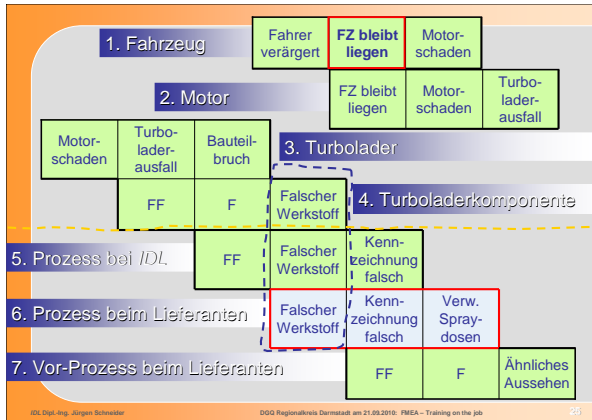 1. Fahrzeug
Fahrer
verärgert
FZ bleibt
liegen
Motor-
schaden
2. Motor
FZ bleibt
liegen
Motor-
schaden
Turbo-
lader-
ausfall
Motor-
schaden
Turbo-
lader-
ausfall
Bauteil-
bruch
3. Turbolader
FF
F
Falscher
Werkstoff
4. Turboladerkomponente
5. Prozess bei IDL
FF
Falscher
Werkstoff
Kenn-
zeichnung
falsch
6. Prozess beim Lieferanten
Falscher
Werkstoff
Kenn-
zeichnung
falsch
Verw.
Spray-
dosen
7. Vor-Prozess beim Lieferanten
FF
F
Ähnliches
Aussehen
IDL Dipl.-Ing. Jürgen Schneider
DGQ Regionalkreis Darmstadt am 21.09.2010: FMEA – Training on the job
25